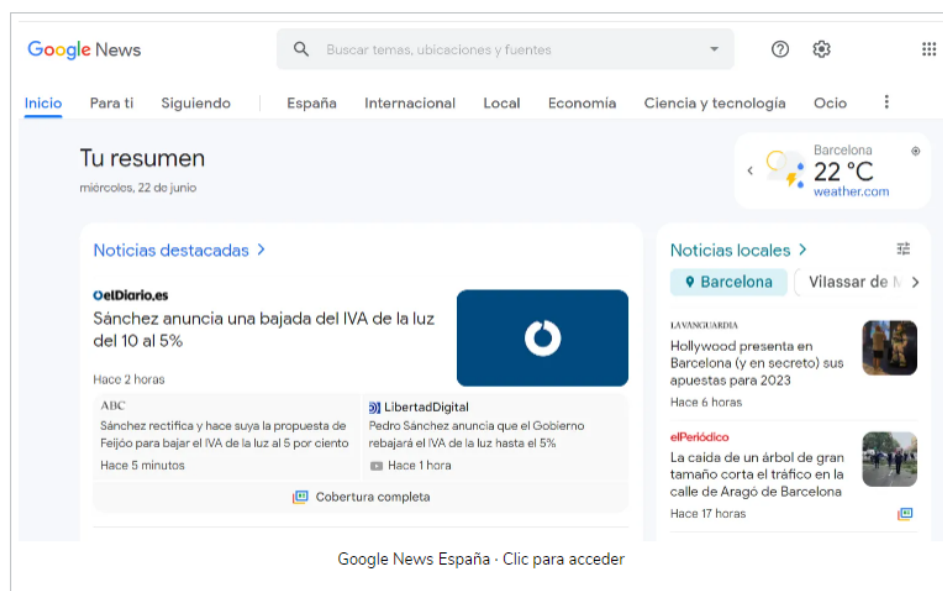 Google News
Buscar temas, ubicaciones y fuentes
Inicio Para ti Siguiendo España Internacional Local Economía Ciencia y tecnología Ocio
Tu resumen
miércoles, 22 de junio
Barcelona
22 °C
weather.com
Noticias destacadas
elDiario.es
Sánchez anuncia una bajada del IVA de la luz
del 10 al 5%
Hace 2 horas
ABC
Sánchez rectifica y hace suya la propuesta de
Feijóo para bajar el IVA de la luz al 5 por ciento
Hace 5 minutos
LibertadDigital
Pedro Sánchez anuncia que el Gobierno
rebajará el IVA de la luz hasta el 5%
Hace 1 hora
Cobertura completa
Noticias locales
Barcelona
Vilassar de
LA VANGUARDIA
Hollywood presenta en
Barcelona (y en secreto) sus
apuestas para 2023
Hace 6 horas
elPeriódico
La caída de un árbol de gran
tamaño corta el tráfico en la
calle de Aragó de Barcelona
Hace 17 horas
Google News España · Clic para acceder